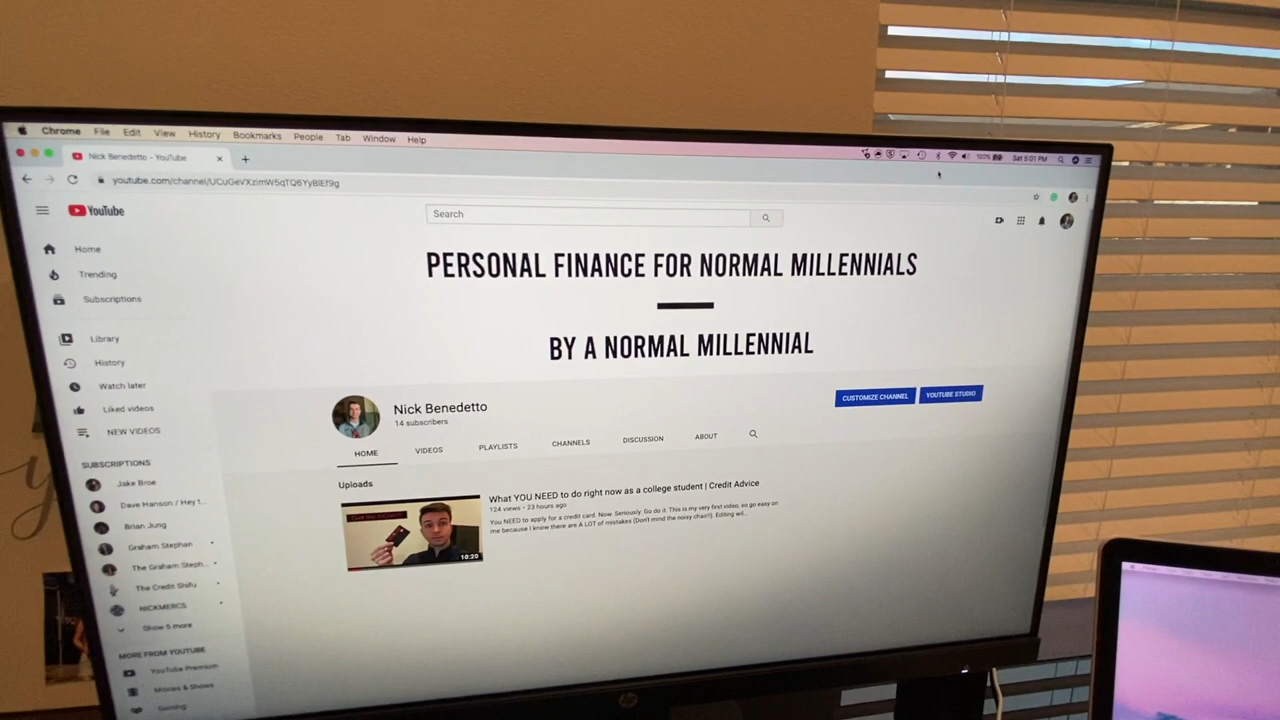 Chrome File Edit View History Bookmarks People Tab Window Help
100% Sat 5:01 PM
Nick Benedetto - YouTube
youtube.com/channel/UCuGeVXzimW5qTQ6YyBlEf9g
YouTube
Search
Home
Trending
Subscriptions
Library
History
Watch later
Liked videos
NEW VIDEOS
SUBSCRIPTIONS
Jake Broe
Dave Hanson / Hey t...
Brian Jung
Graham Stephan
The Graham Steph...
The Credit Shifu
NICKMERCS
Show 5 more
MORE FROM YOUTUBE
YouTube Premium
Movies & Shows
Gaming
PERSONAL FINANCE FOR NORMAL MILLENNIALS
BY A NORMAL MILLENNIAL
Nick Benedetto
14 subscribers
CUSTOMIZE CHANNEL
YOUTUBE STUDIO
HOME VIDEOS PLAYLISTS CHANNELS DISCUSSION ABOUT
Uploads
What YOU NEED to do right now as a college student | Credit Advice
124 views • 23 hours ago
You NEED to apply for a credit card. Now. Seriously. Go do it. This is my very first video, so go easy on
me because I know there are A LOT of mistakes (Don't mind the noisy chair!). Editing wil...
10:20
hp